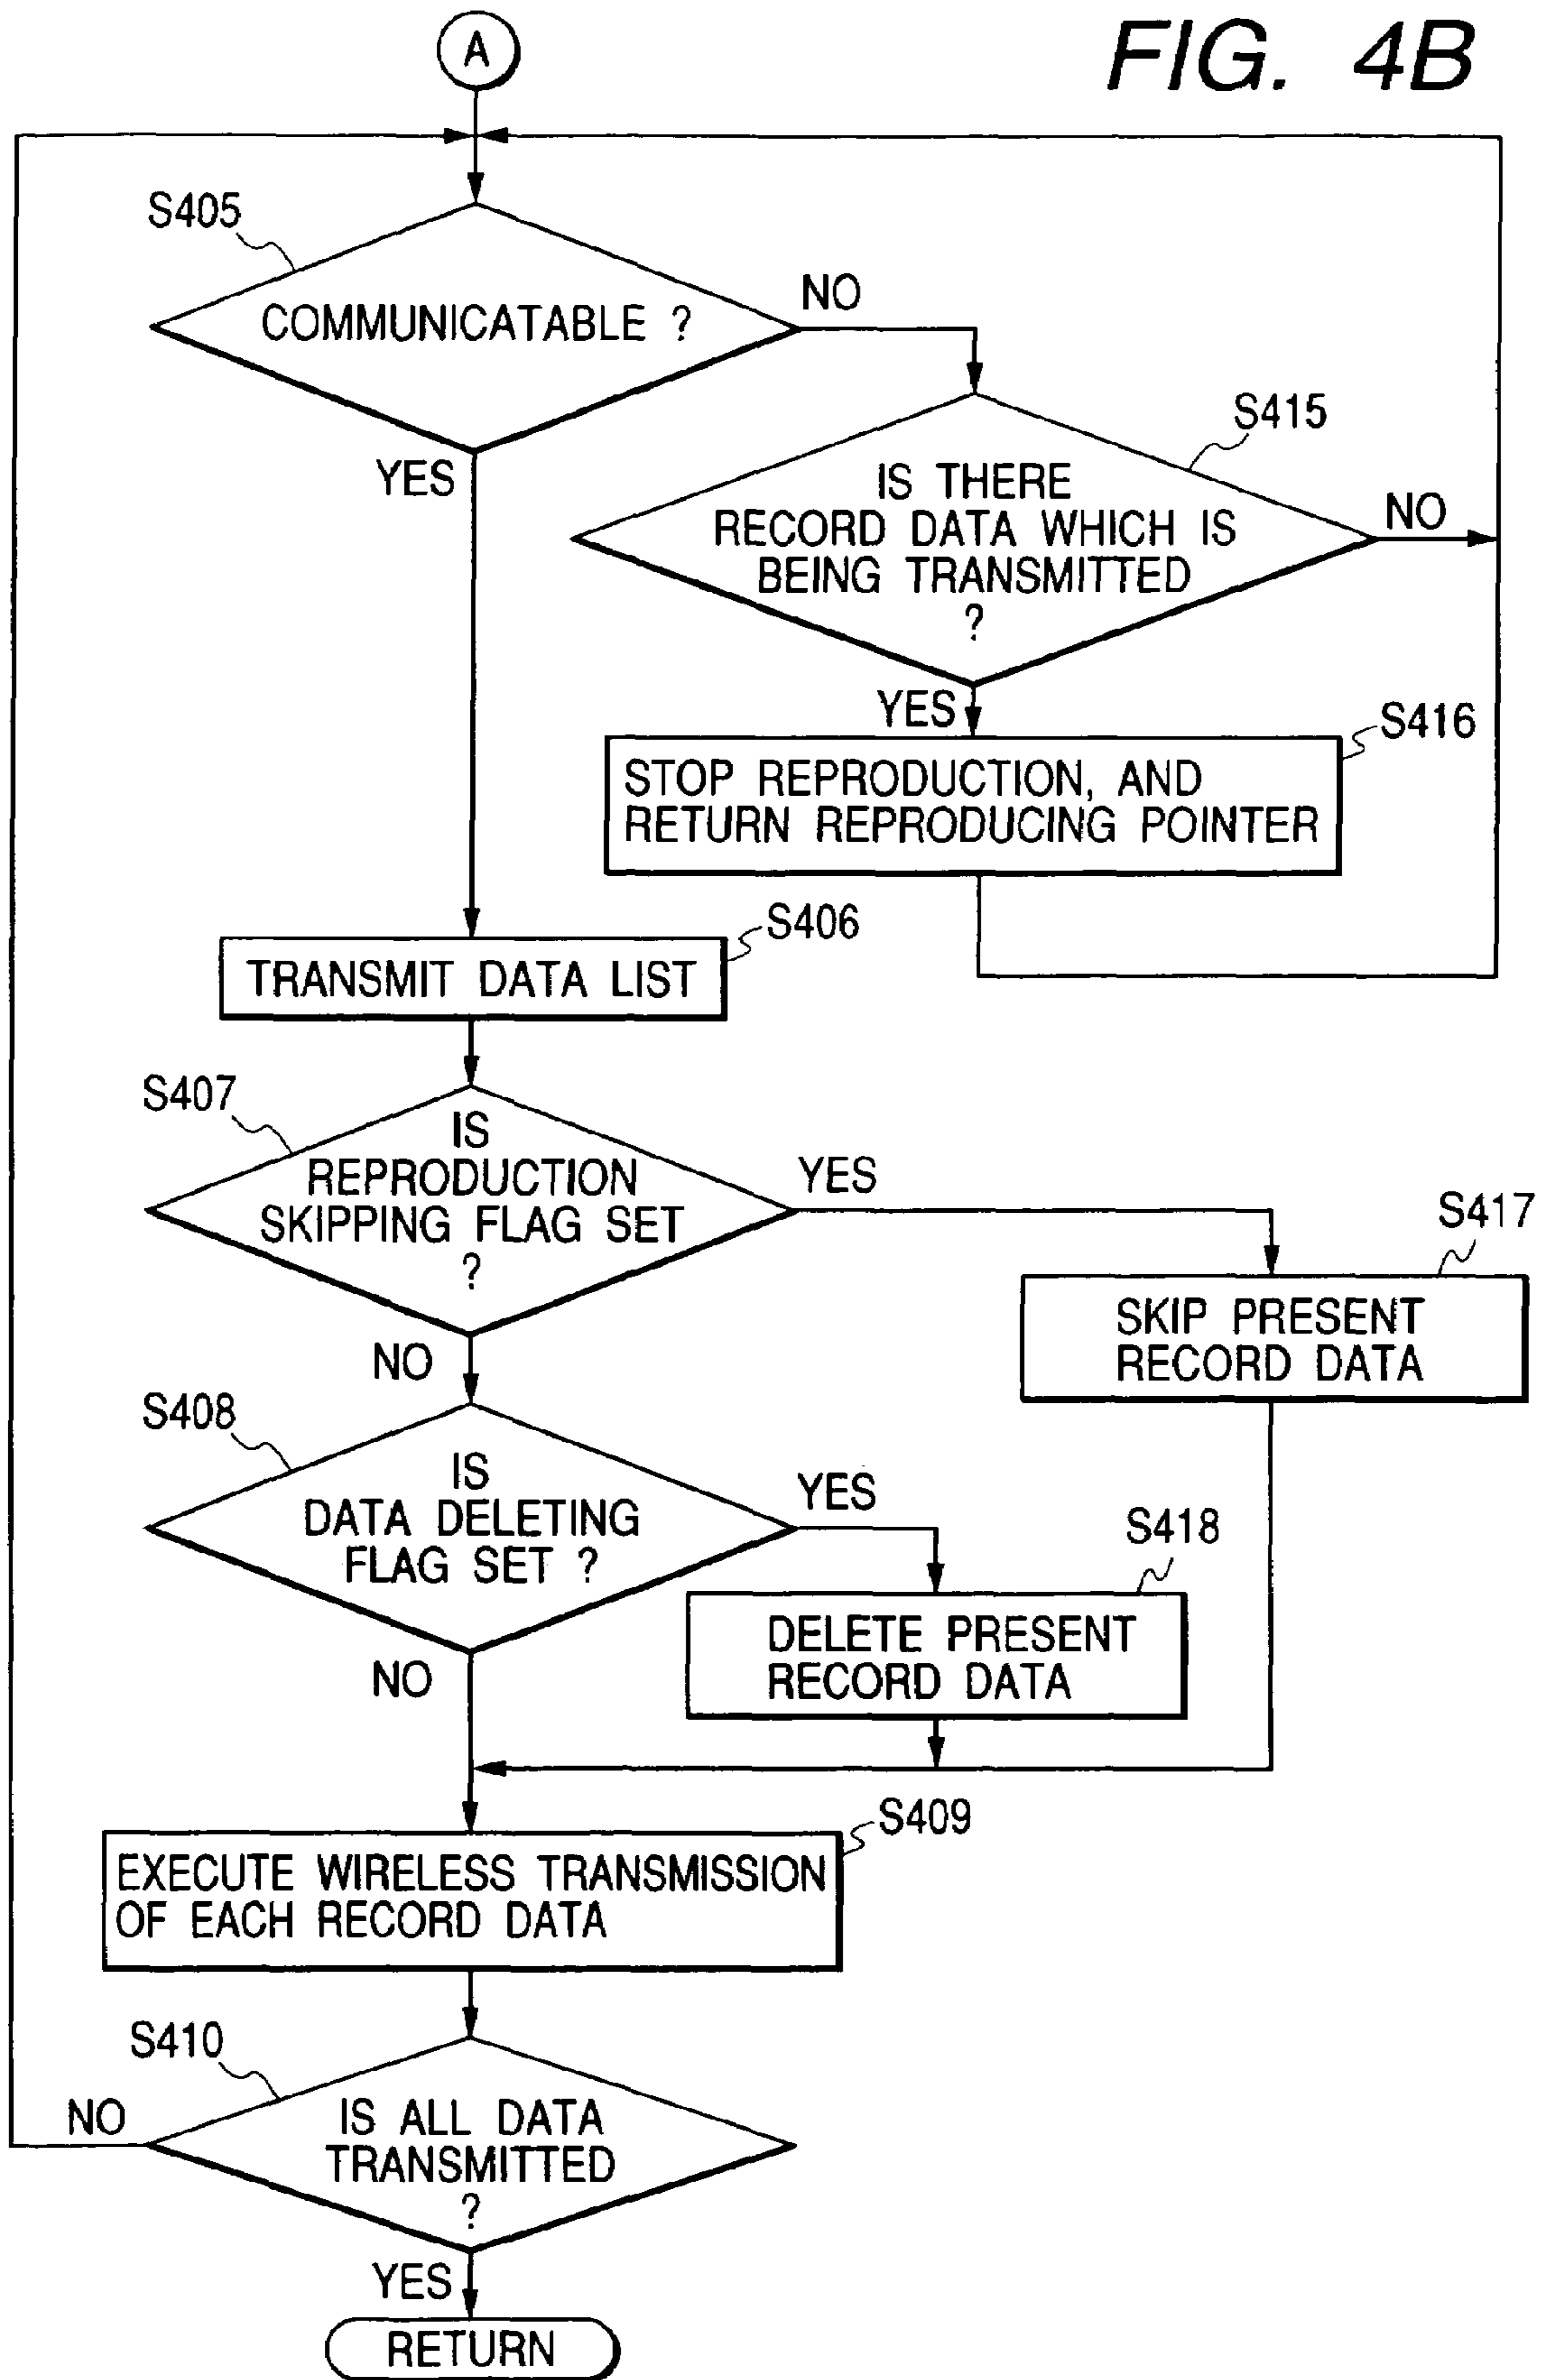 FIG. 4B
A
S405
COMMUNICATABLE ?
NO
YES
S415
IS THERE
RECORD DATA WHICH IS
BEING TRANSMITTED
?
NO
YES
S416
STOP REPRODUCTION, AND
RETURN REPRODUCING POINTER
S406
TRANSMIT DATA LIST
S407
IS
REPRODUCTION
SKIPPING FLAG SET
?
YES
NO
S417
SKIP PRESENT
RECORD DATA
S408
IS
DATA DELETING
FLAG SET ?
YES
NO
S418
DELETE PRESENT
RECORD DATA
S409
EXECUTE WIRELESS TRANSMISSION
OF EACH RECORD DATA
S410
IS ALL DATA
TRANSMITTED
?
NO
YES
RETURN